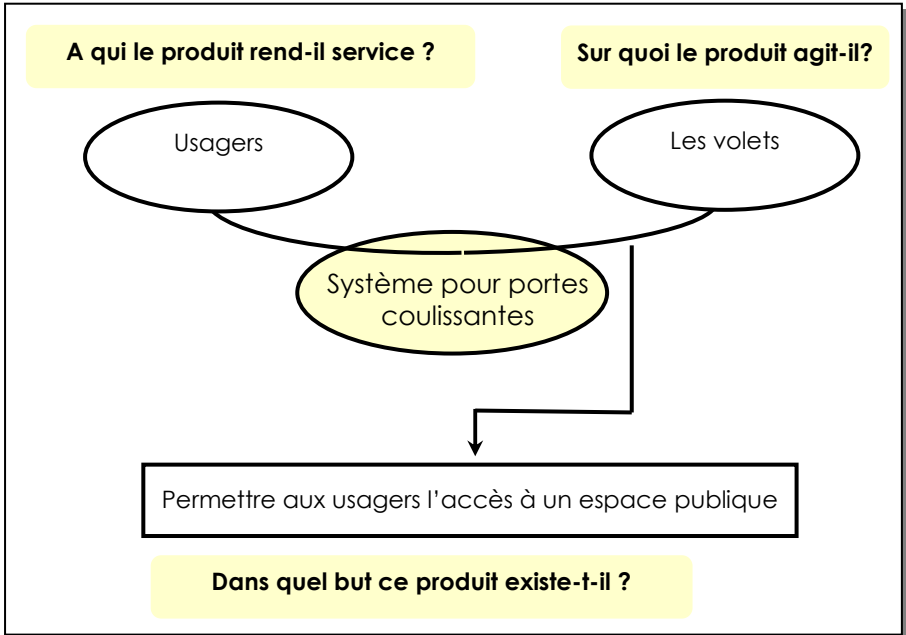 A qui le produit rend-il service ?
Sur quoi le produit agit-il?
Usagers
Les volets
Système pour portes
coulissantes
Permettre aux usagers l’accès à un espace publique
Dans quel but ce produit existe-t-il ?